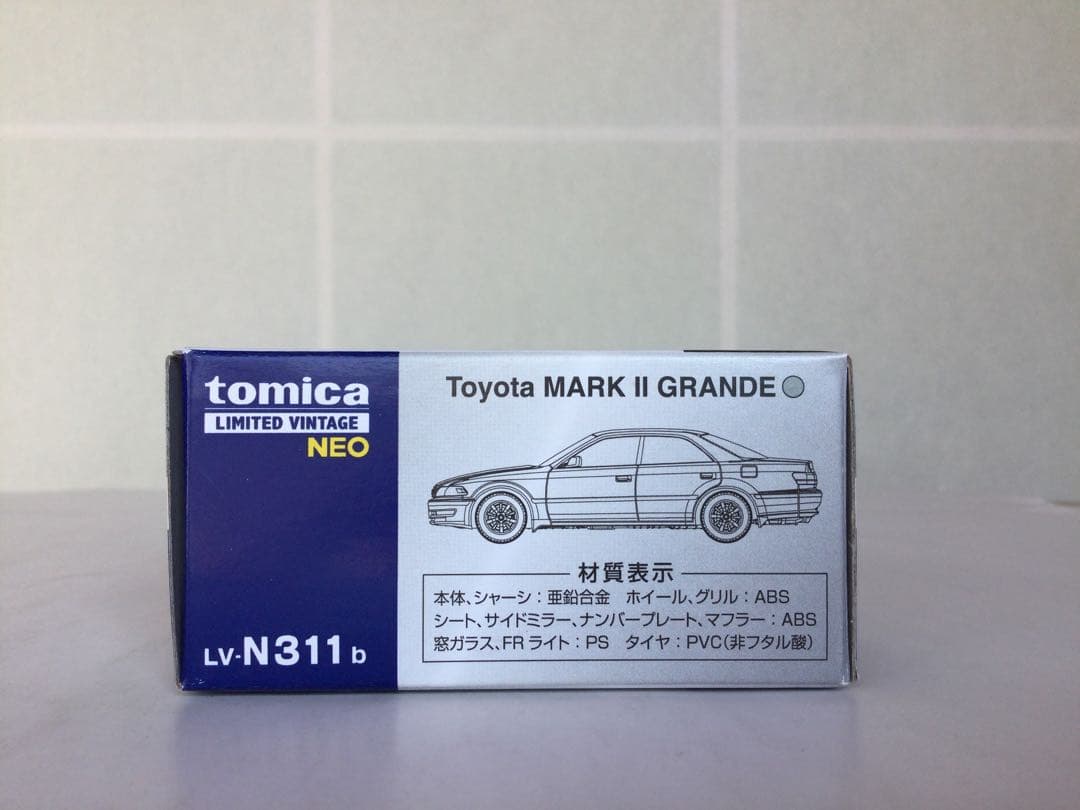 tomica
LIMITED VINTAGE
NEO
LV-N311b
Toyota MARK II GRANDE
材質表示
本体、シャーシ：亜鉛合金　ホイール、グリル：ABS
シート、サイドミラー、ナンバープレート、マフラー：ABS
窓ガラス、FRライト：PS　タイヤ：PVC（非フタル酸）